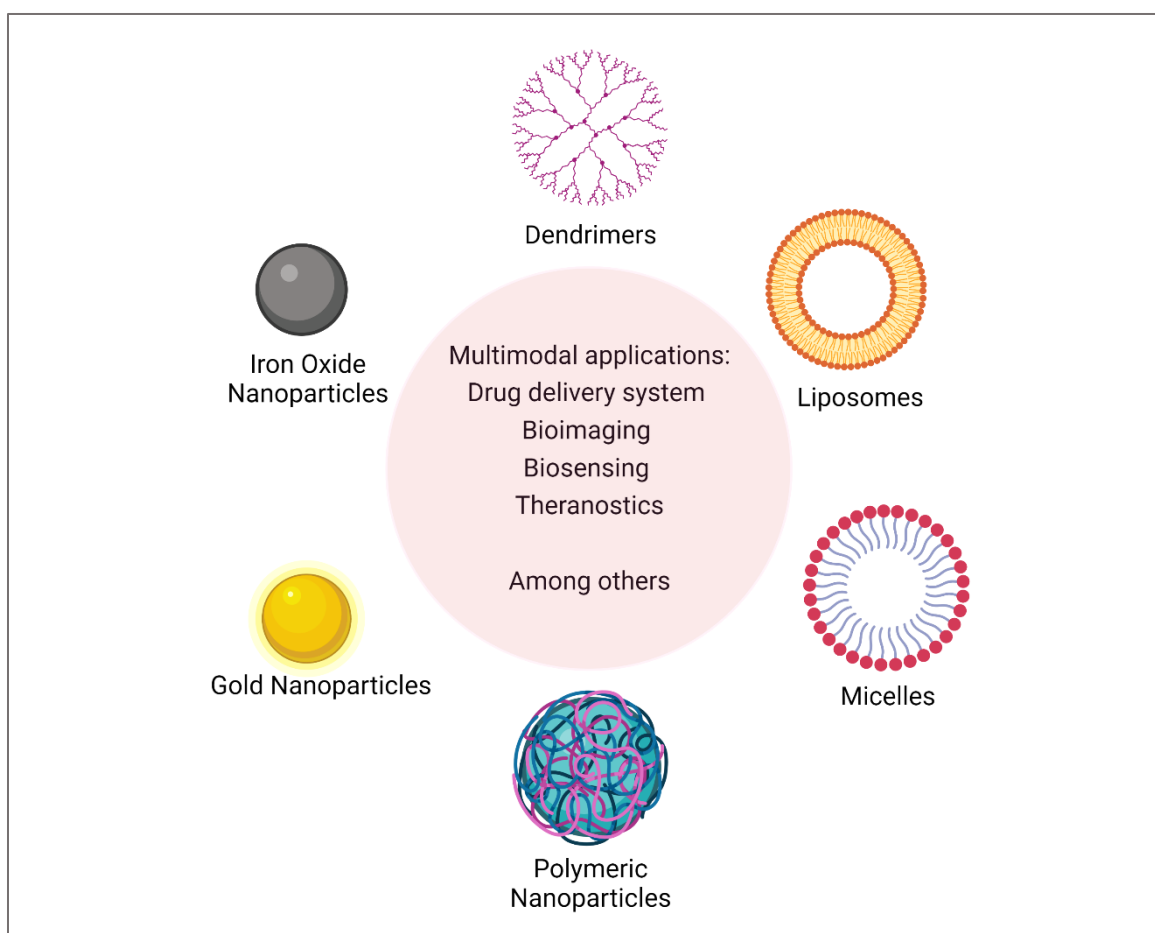 Dendrimers
Iron Oxide
Nanoparticles
Liposomes
Multimodal applications:
Drug delivery system
Bioimaging
Biosensing
Theranostics
Among others
Gold Nanoparticles
Micelles
Polymeric
Nanoparticles